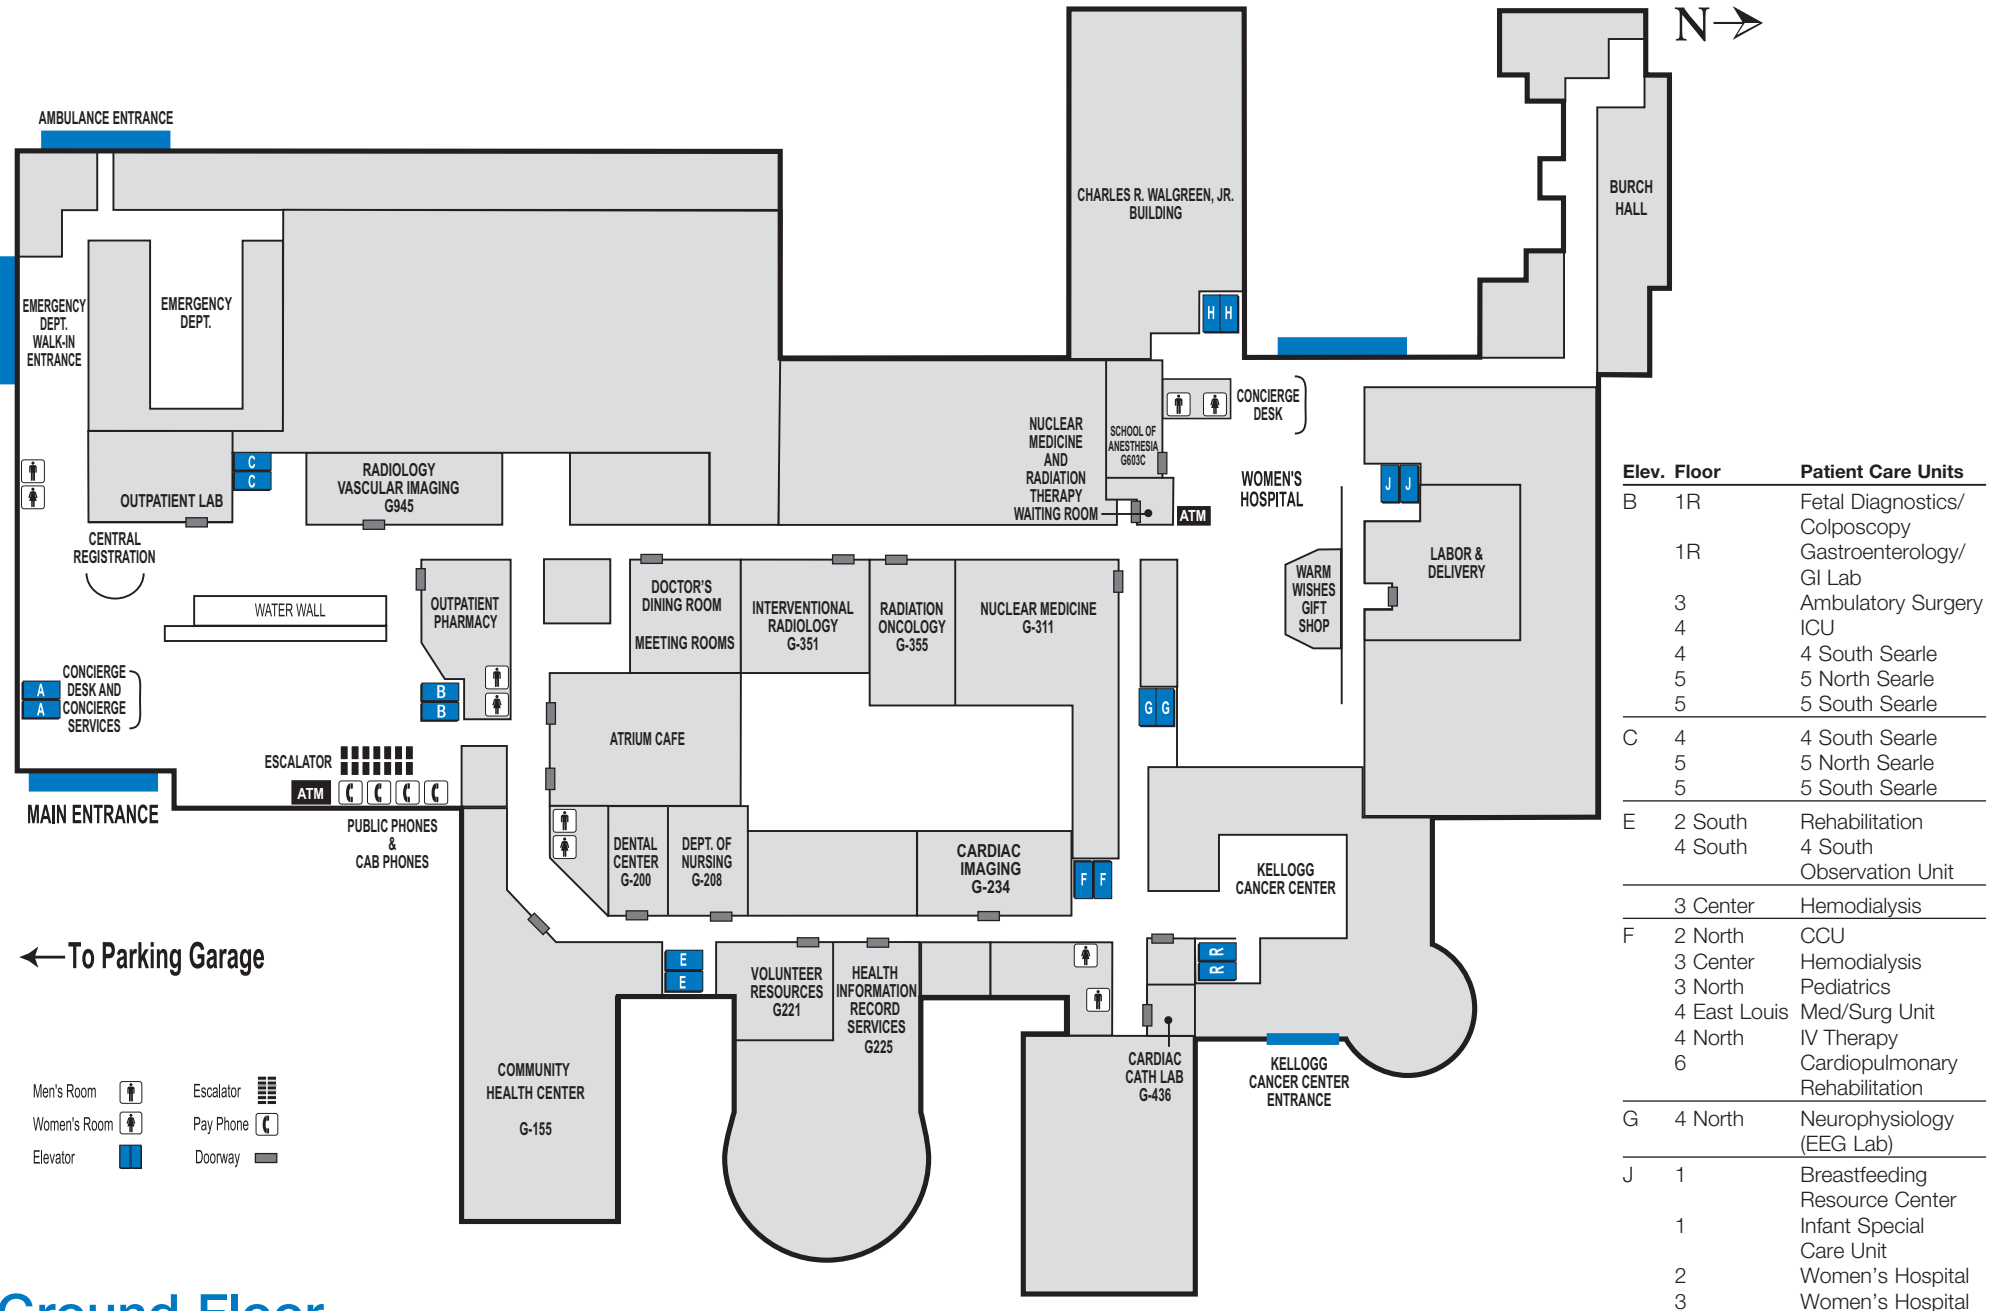 N
AMBULANCE ENTRANCE
CHARLES R. WALGREEN, JR.
BUILDING
BURCH
HALL
EMERGENCY
DEPT.
WALK-IN
ENTRANCE
EMERGENCY
DEPT.
H H
CONCIERGE
DESK
NUCLEAR
MEDICINE
AND
RADIATION
THERAPY
WAITING ROOM
SCHOOL OF
ANESTHESIA
G603C
ATM
WOMEN'S
HOSPITAL
J J
C
C
OUTPATIENT LAB
RADIOLOGY
VASCULAR IMAGING
G945
CENTRAL
REGISTRATION
WATER WALL
OUTPATIENT
PHARMACY
DOCTOR'S
DINING ROOM
MEETING ROOMS
INTERVENTIONAL
RADIOLOGY
G-351
RADIATION
ONCOLOGY
G-355
NUCLEAR MEDICINE
G-311
WARM
WISHES
GIFT
SHOP
LABOR &
DELIVERY
A
A
CONCIERGE
DESK AND
CONCIERGE
SERVICES
B
B
G G
ATRIUM CAFE
ESCALATOR
ATM
MAIN ENTRANCE
PUBLIC PHONES
&
CAB PHONES
DENTAL
CENTER
G-200
DEPT. OF
NURSING
G-208
CARDIAC
IMAGING
G-234
F F
KELLOGG
CANCER CENTER
To Parking Garage
E
E
VOLUNTEER
RESOURCES
G221
HEALTH
INFORMATION
RECORD
SERVICES
G225
R
R
COMMUNITY
HEALTH CENTER
G-155
CARDIAC
CATH LAB
G-436
KELLOGG
CANCER CENTER
ENTRANCE
Men's Room
Escalator
Women's Room
Pay Phone
Elevator
Doorway
Ground Floor
Elev. Floor Patient Care Units
B 1R Fetal Diagnostics/
Colposcopy
1R Gastroenterology/
GI Lab
3 Ambulatory Surgery
4 ICU
4 4 South Searle
5 5 North Searle
5 5 South Searle
C 4 4 South Searle
5 5 North Searle
5 5 South Searle
E 2 South Rehabilitation
4 South 4 South
Observation Unit
3 Center Hemodialysis
F 2 North CCU
3 Center Hemodialysis
3 North Pediatrics
4 East Louis Med/Surg Unit
4 North IV Therapy
6 Cardiopulmonary
Rehabilitation
G 4 North Neurophysiology
(EEG Lab)
J 1 Breastfeeding
Resource Center
1 Infant Special
Care Unit
2 Women's Hospital
3 Women's Hospital